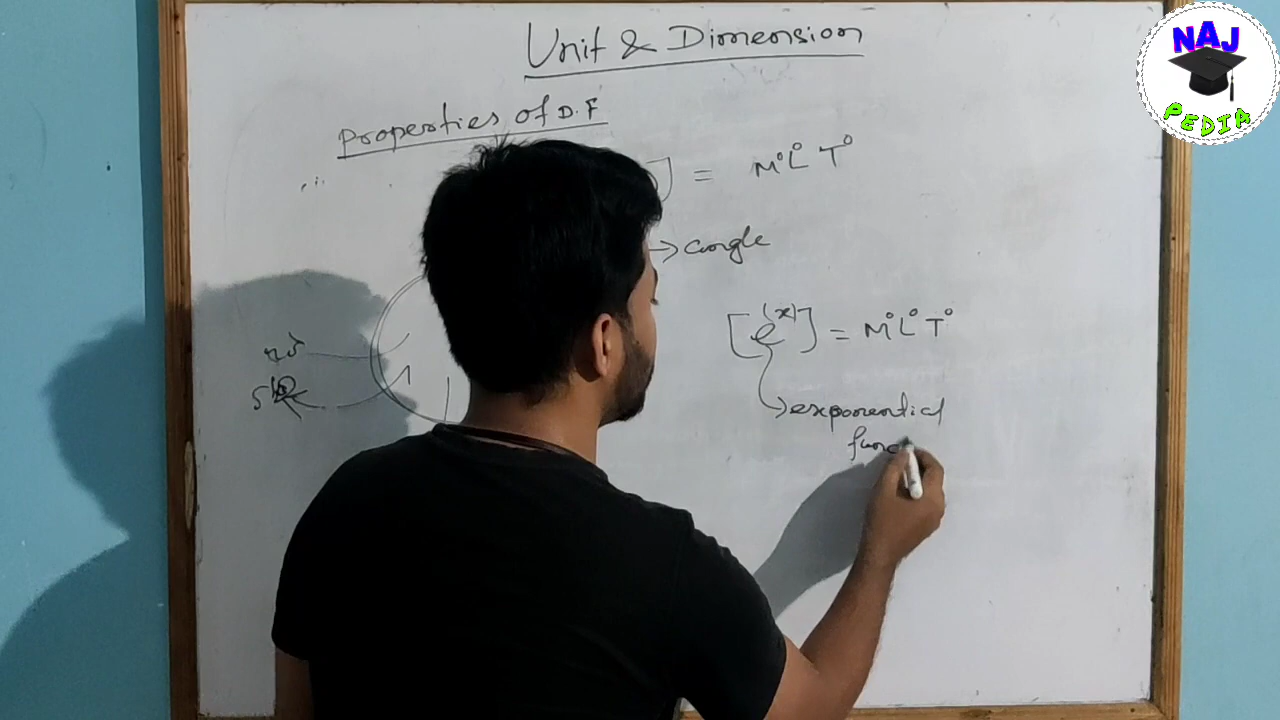 Unit & Dimension
Properties of D.F
] = M⁰L⁰T⁰
→ angle
[e⁽ˣ⁾] = M⁰L⁰T⁰
→ exponential
func
NAJ
PEDIA